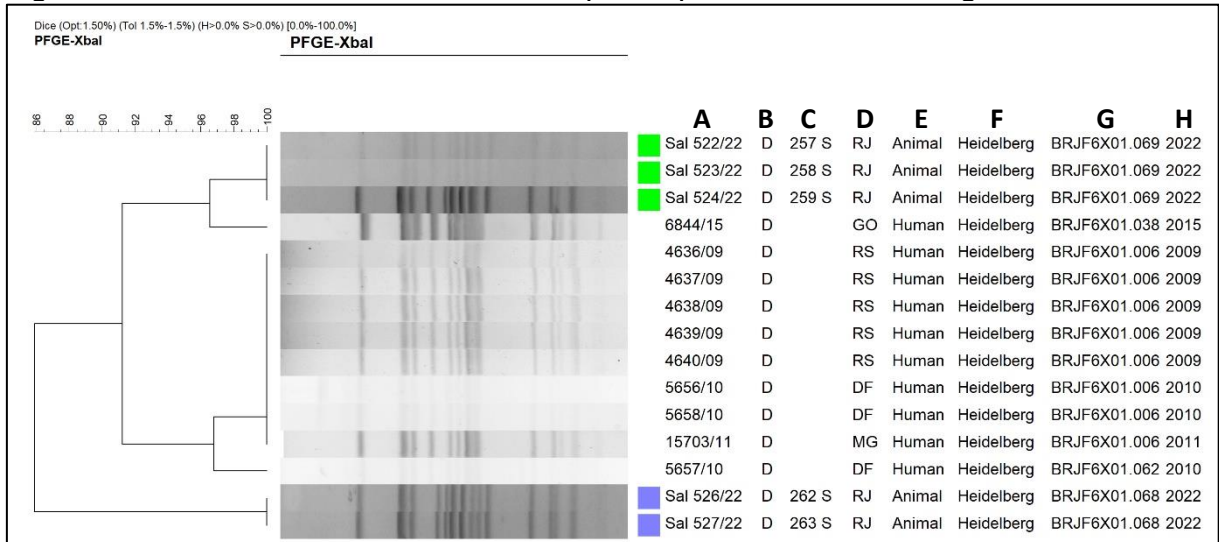 Dice (Opt:1.50%) (Tol 1.5%-1.5%) (H>0.0% S>0.0%) [0.0%-100.0%]
PFGE-XbaI PFGE-XbaI
86 88 90 92 94 96 98 100
A B C D E F G H
Sal 522/22 D 257 S RJ Animal Heidelberg BRJF6X01.069 2022
Sal 523/22 D 258 S RJ Animal Heidelberg BRJF6X01.069 2022
Sal 524/22 D 259 S RJ Animal Heidelberg BRJF6X01.069 2022
6844/15 D GO Human Heidelberg BRJF6X01.038 2015
4636/09 D RS Human Heidelberg BRJF6X01.006 2009
4637/09 D RS Human Heidelberg BRJF6X01.006 2009
4638/09 D RS Human Heidelberg BRJF6X01.006 2009
4639/09 D RS Human Heidelberg BRJF6X01.006 2009
4640/09 D RS Human Heidelberg BRJF6X01.006 2009
5656/10 D DF Human Heidelberg BRJF6X01.006 2010
5658/10 D DF Human Heidelberg BRJF6X01.006 2010
15703/11 D MG Human Heidelberg BRJF6X01.006 2011
5657/10 D DF Human Heidelberg BRJF6X01.062 2010
Sal 526/22 D 262 S RJ Animal Heidelberg BRJF6X01.068 2022
Sal 527/22 D 263 S RJ Animal Heidelberg BRJF6X01.068 2022